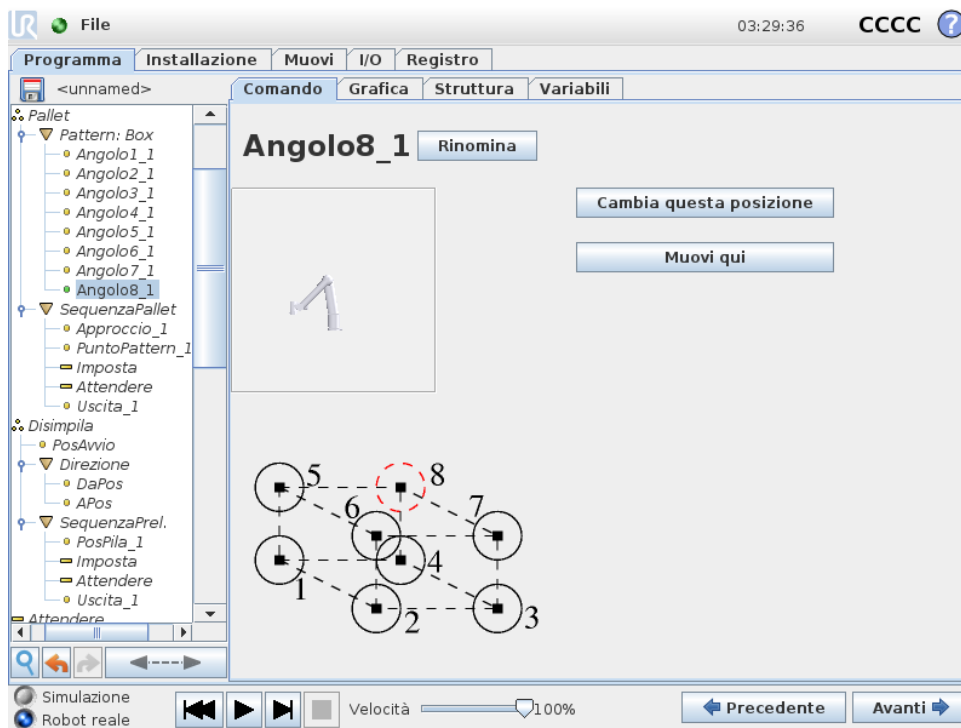 UR File 03:29:36 CCCC ?
Programma Installazione Muovi I/O Registro
<unnamed> Comando Grafica Struttura Variabili
Pallet
Pattern: Box
Angolo1_1
Angolo2_1
Angolo3_1
Angolo4_1
Angolo5_1
Angolo6_1
Angolo7_1
Angolo8_1
SequenzaPallet
Approccio_1
PuntoPattern_1
Imposta
Attendere
Uscita_1
Disimpila
PosAvvio
Direzione
DaPos
APos
SequenzaPrel.
PosPila_1
Imposta
Attendere
Uscita_1
Attendere
Angolo8_1 Rinomina
Cambia questa posizione
Muovi qui
5 8
6 7
1 4
2 3
Simulazione
Robot reale
Velocità 100%
Precedente Avanti